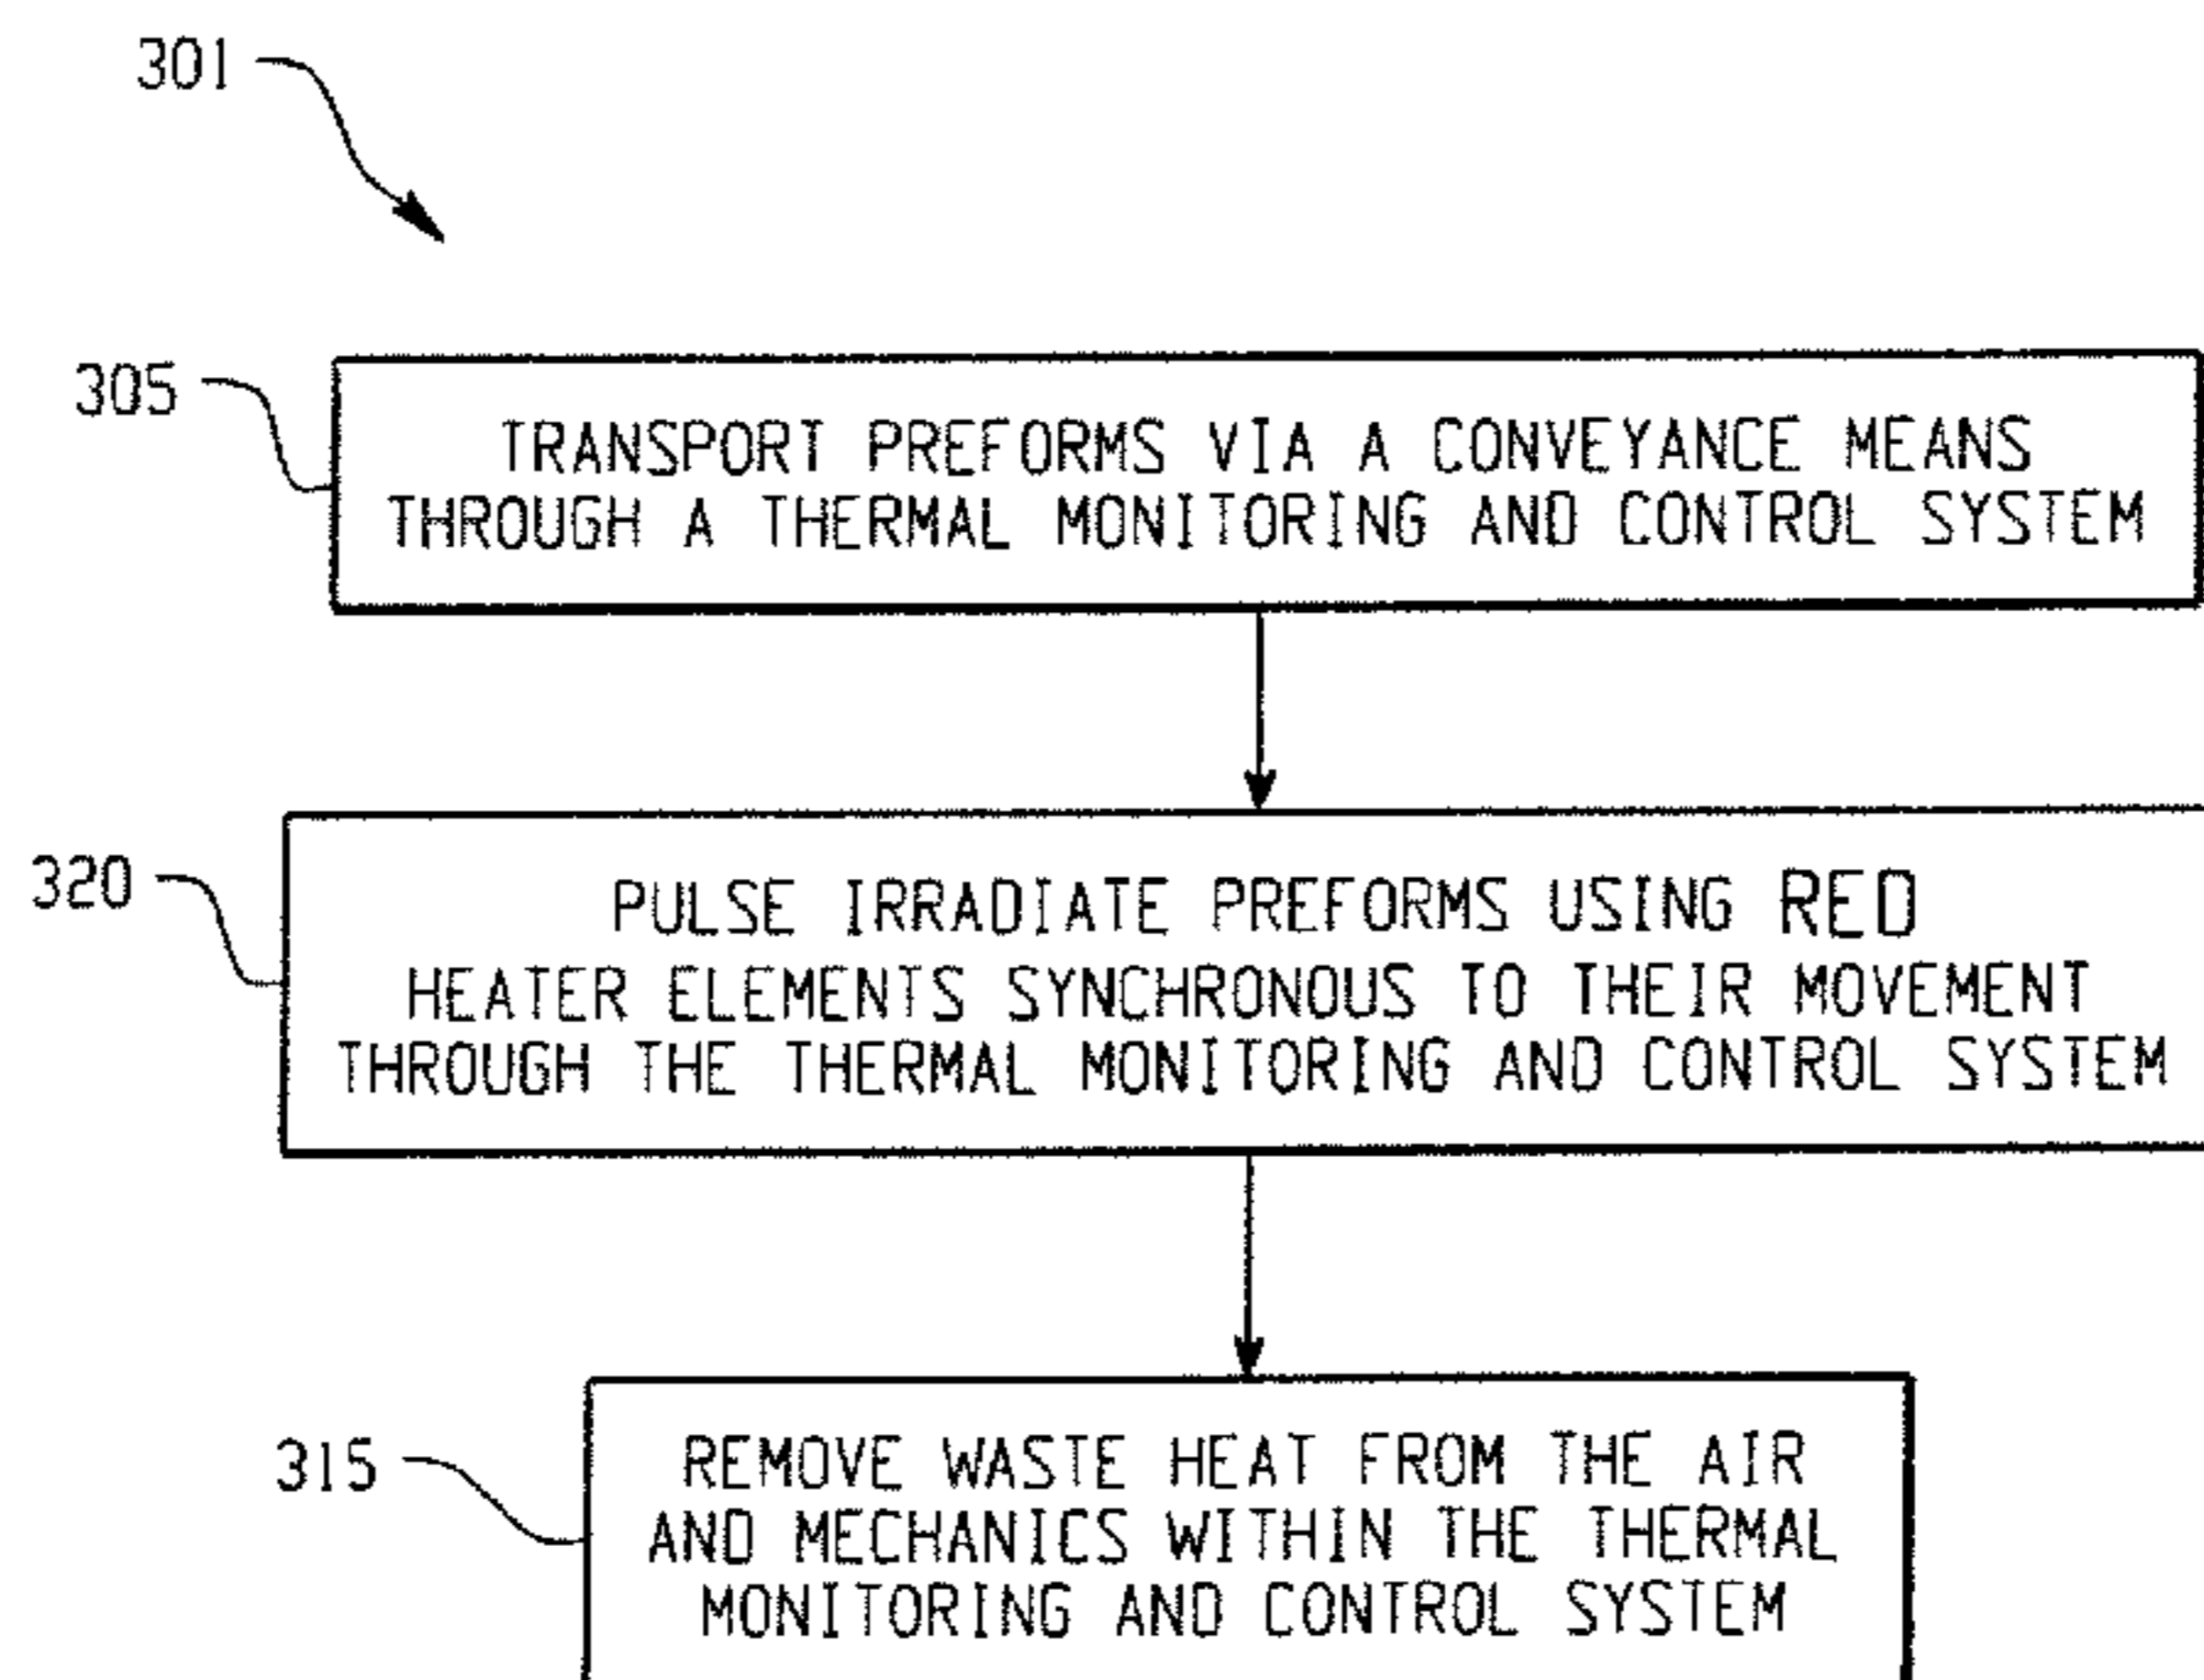 301
305
TRANSPORT PREFORMS VIA A CONVEYANCE MEANS
THROUGH A THERMAL MONITORING AND CONTROL SYSTEM
320
PULSE IRRADIATE PREFORMS USING RED
HEATER ELEMENTS SYNCHRONOUS TO THEIR MOVEMENT
THROUGH THE THERMAL MONITORING AND CONTROL SYSTEM
315
REMOVE WASTE HEAT FROM THE AIR
AND MECHANICS WITHIN THE THERMAL
MONITORING AND CONTROL SYSTEM